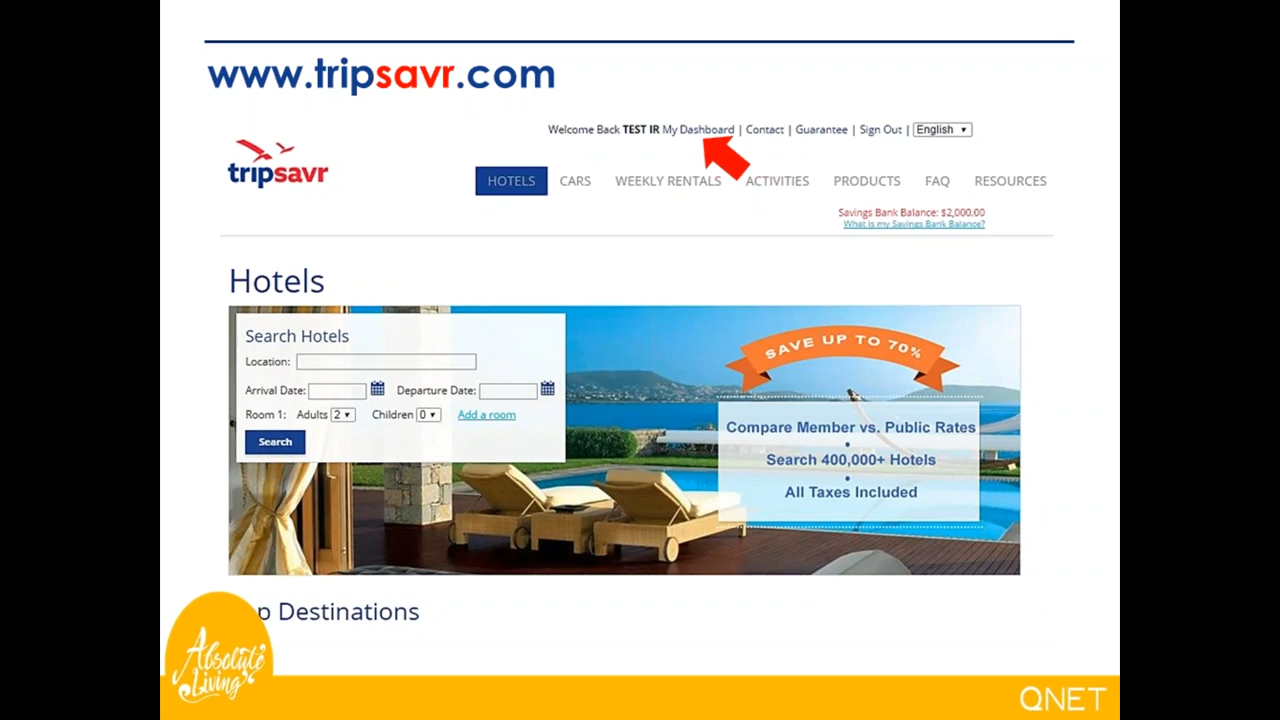 www.tripsavr.com
Welcome Back TEST IR My Dashboard | Contact | Guarantee | Sign Out | English
tripsavr
HOTELS CARS WEEKLY RENTALS ACTIVITIES PRODUCTS FAQ RESOURCES
Savings Bank Balance: $2,000.00
What is my Savings Bank Balance?
Hotels
Search Hotels
Location:
Arrival Date: Departure Date:
Room 1: Adults 2 Children 0 Add a room
Search
SAVE UP TO 70%
Compare Member vs. Public Rates
•
Search 400,000+ Hotels
•
All Taxes Included
p Destinations
Absolute
Living
QNET